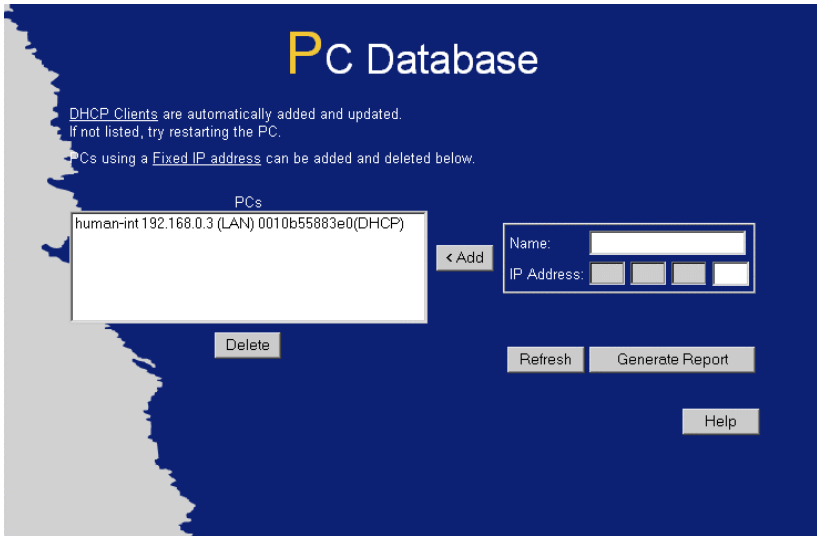 PC Database
DHCP Clients are automatically added and updated.
If not listed, try restarting the PC.
PCs using a Fixed IP address can be added and deleted below.
PCs
human-int 192.168.0.3 (LAN) 0010b55883e0(DHCP)
< Add
Name:
IP Address:
Delete
Refresh
Generate Report
Help